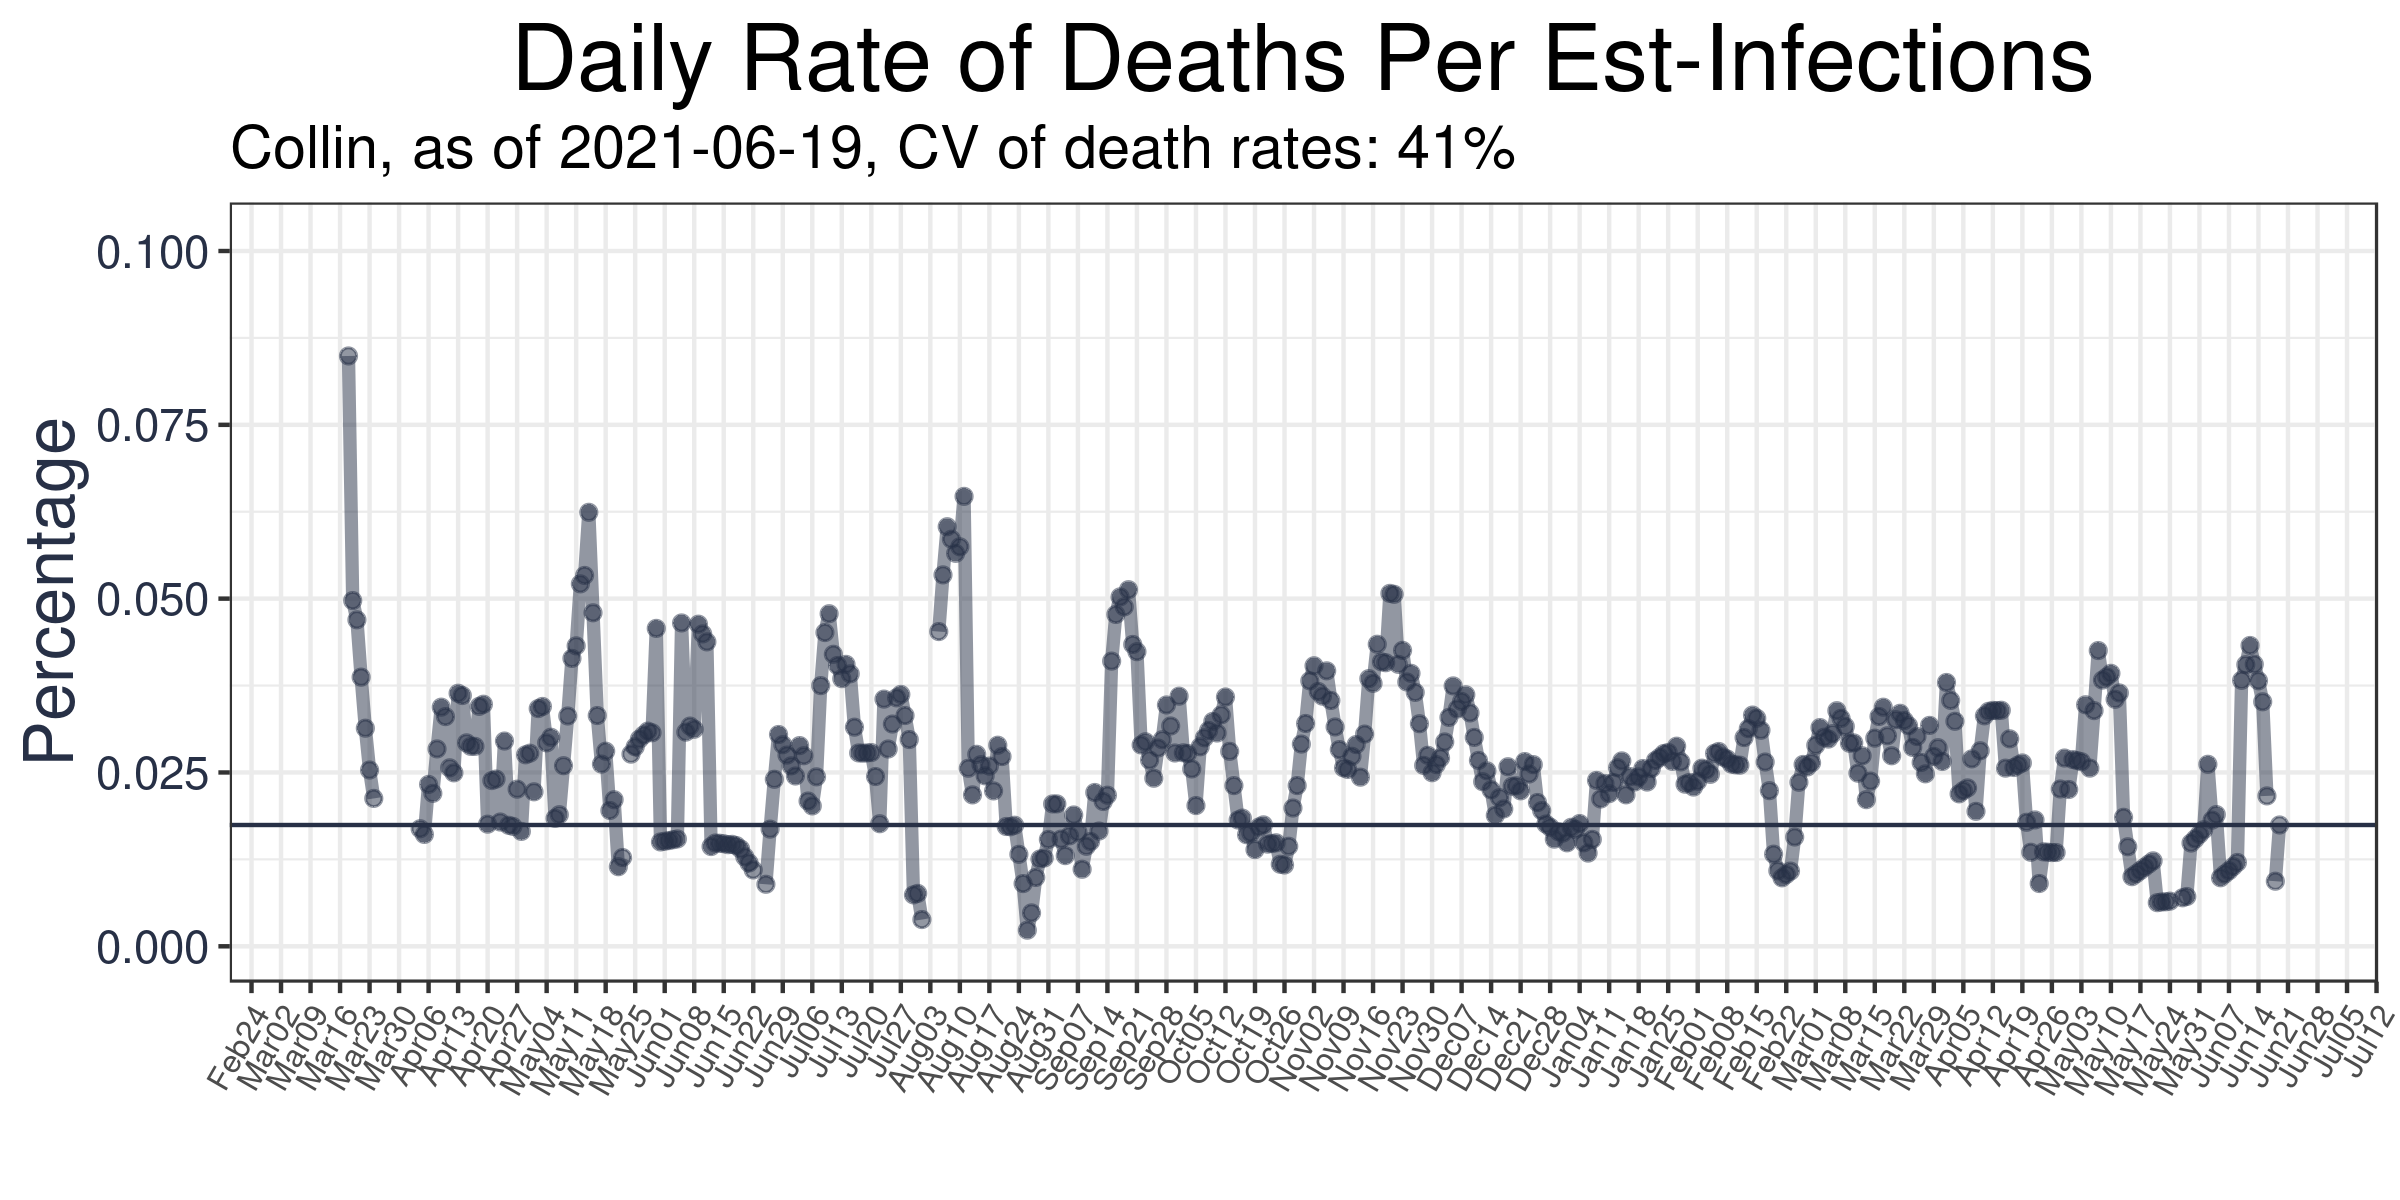 Daily Rate of Deaths Per Est-Infections
Collin, as of 2021-06-19, CV of death rates: 41%
Percentage
0.100
0.075
0.050
0.025
0.000
Feb24
Mar02
Mar09
Mar16
Mar23
Mar30
Apr06
Apr13
Apr20
Apr27
May04
May11
May18
May25
Jun01
Jun08
Jun15
Jun22
Jun29
Jul06
Jul13
Jul20
Jul27
Aug03
Aug10
Aug17
Aug24
Aug31
Sep07
Sep14
Sep21
Sep28
Oct05
Oct12
Oct19
Oct26
Nov02
Nov09
Nov16
Nov23
Nov30
Dec07
Dec14
Dec21
Dec28
Jan04
Jan11
Jan18
Jan25
Feb01
Feb08
Feb15
Feb22
Mar01
Mar08
Mar15
Mar22
Mar29
Apr05
Apr12
Apr19
Apr26
May03
May10
May17
May24
May31
Jun07
Jun14
Jun21
Jun28
Jul05
Jul12